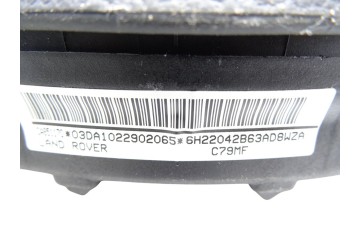 *03DA1022902065*6H22042B63AD8WZA
LAND ROVER C79MF